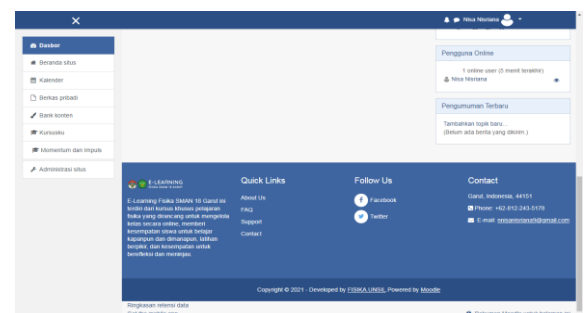 Nisa Nisriana
Dasbor
Beranda situs
Kalender
Berkas pribadi
Bank konten
Kursusku
Momentum dan Impuls
Administrasi situs
Pengguna Online
1 online user (5 menit terakhir)
Nisa Nisriana
Pengumuman Terbaru
Tambahkan topik baru...
(Belum ada berita yang dikirim )
E-LEARNING
E-Learning Fisika SMAN 16 Garut ini
terdiri dari kursus khusus pelajaran
fisika yang dirancang untuk mengelola
kelas secara online, memberi
kesempatan siswa untuk belajar
kapanpun dan dimanapun, latihan
berpikir, dan kesempatan untuk
berefleksi dan meninjau.
Quick Links
About Us
FAQ
Support
Contact
Follow Us
Facebook
Twitter
Contact
Garut, Indonesia, 44151
Phone: +62-812-243-5178
E-mail: nnisanisriana9@gmail.com
Copyright © 2021 - Developed by FISIKA UNSIL. Powered by Moodle
Ringkasan retensi data